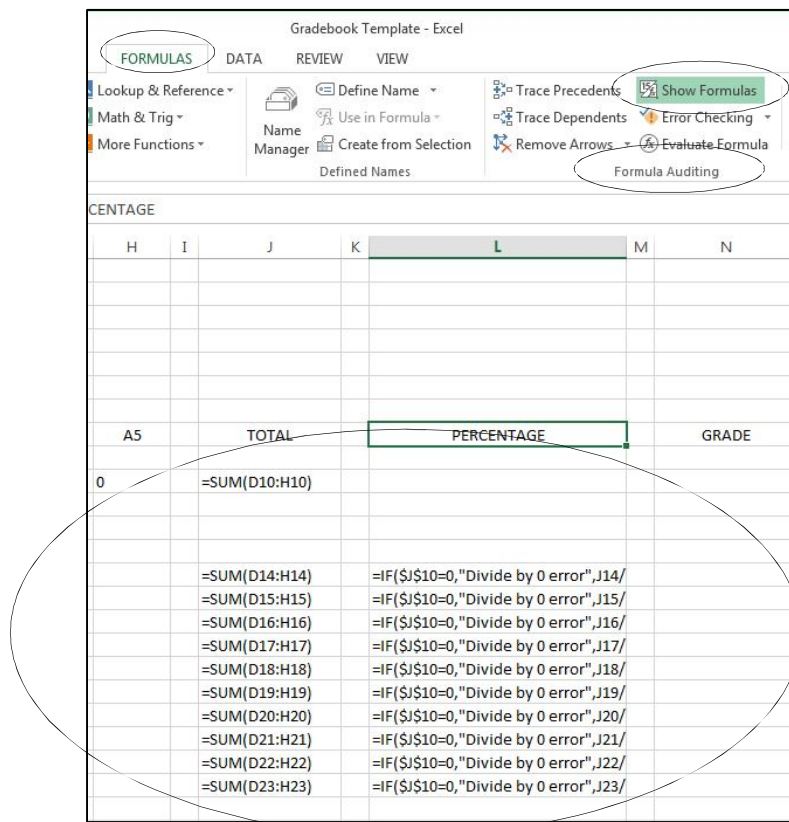 Gradebook Template - Excel
FORMULAS DATA REVIEW VIEW
Lookup & Reference
Math & Trig
More Functions
Name Manager
Define Name
Use in Formula
Create from Selection
Defined Names
Trace Precedents
Trace Dependents
Remove Arrows
Show Formulas
Error Checking
Evaluate Formula
Formula Auditing
CENTAGE
H I J K L M N
A5 TOTAL PERCENTAGE GRADE
0 =SUM(D10:H10)
=SUM(D14:H14) =IF($J$10=0,"Divide by 0 error",J14/
=SUM(D15:H15) =IF($J$10=0,"Divide by 0 error",J15/
=SUM(D16:H16) =IF($J$10=0,"Divide by 0 error",J16/
=SUM(D17:H17) =IF($J$10=0,"Divide by 0 error",J17/
=SUM(D18:H18) =IF($J$10=0,"Divide by 0 error",J18/
=SUM(D19:H19) =IF($J$10=0,"Divide by 0 error",J19/
=SUM(D20:H20) =IF($J$10=0,"Divide by 0 error",J20/
=SUM(D21:H21) =IF($J$10=0,"Divide by 0 error",J21/
=SUM(D22:H22) =IF($J$10=0,"Divide by 0 error",J22/
=SUM(D23:H23) =IF($J$10=0,"Divide by 0 error",J23/